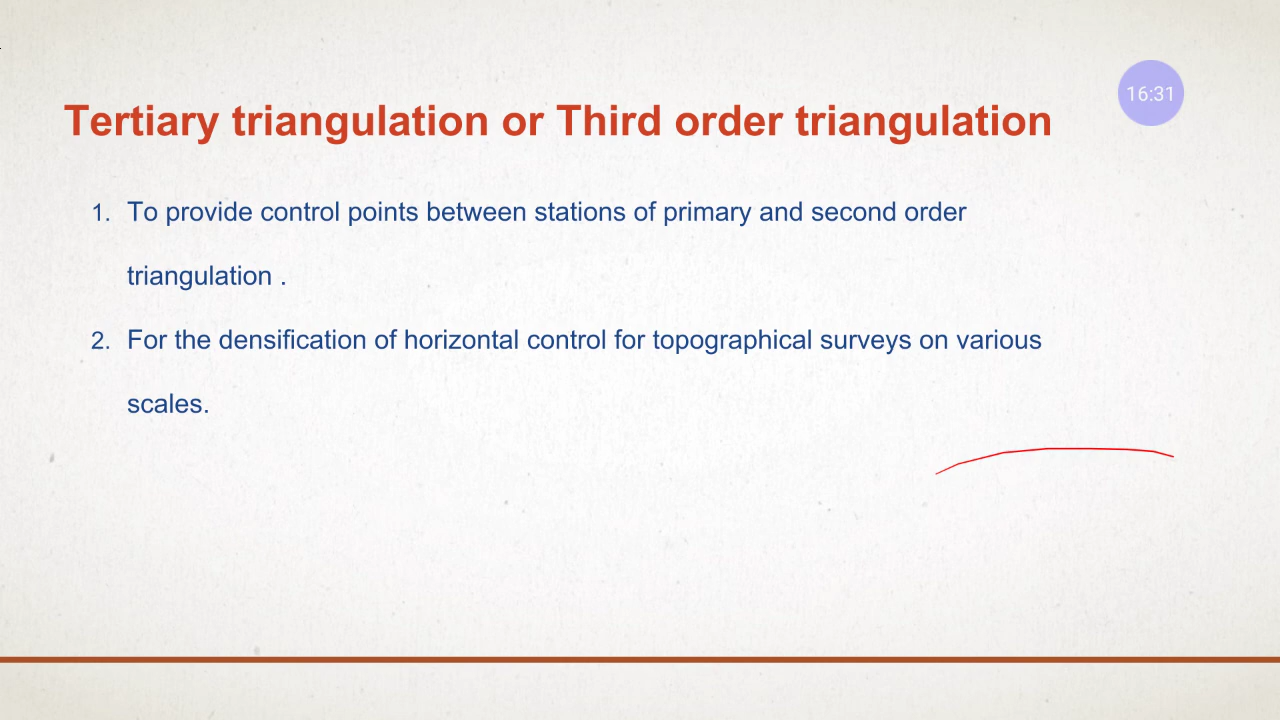 16:31
Tertiary triangulation or Third order triangulation
1. To provide control points between stations of primary and second order
triangulation .
2. For the densification of horizontal control for topographical surveys on various
scales.